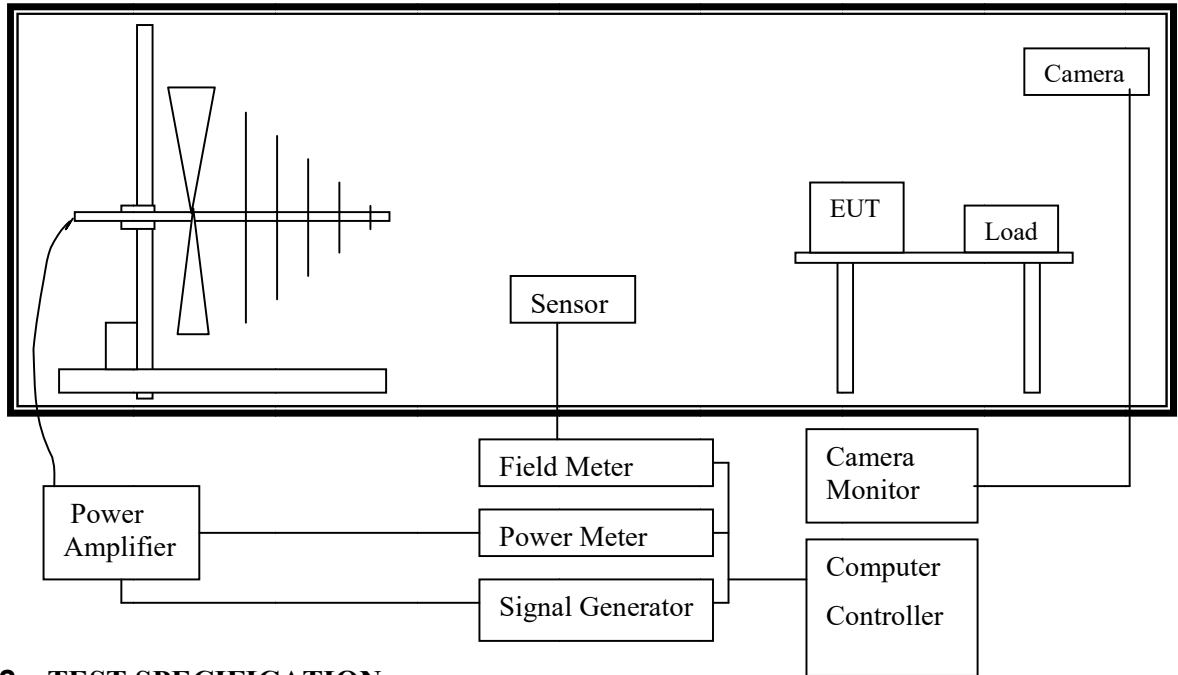 Camera
EUT
Load
Sensor
Field Meter
Camera
Monitor
Power
Amplifier
Power Meter
Computer
Controller
Signal Generator
TEST SPECIFICATION